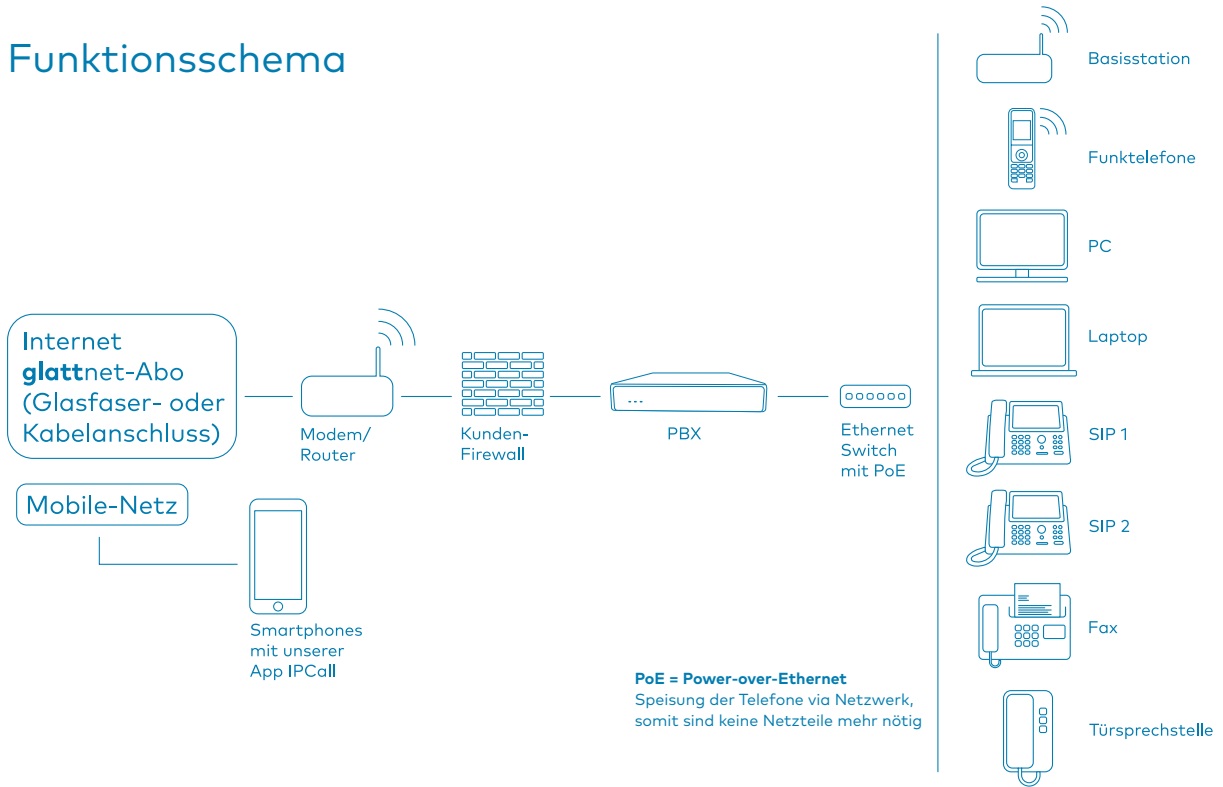 Funktionsschema
Internet
glattnet-Abo
(Glasfaser- oder
Kabelanschluss)
Modem/
Router
Kunden-
Firewall
PBX
Ethernet
Switch
mit PoE
Mobile-Netz
Smartphones
mit unserer
App IPCall
PoE = Power-over-Ethernet
Speisung der Telefone via Netzwerk,
somit sind keine Netzteile mehr nötig
Basisstation
Funktelefone
PC
Laptop
SIP 1
SIP 2
Fax
Türsprechstelle